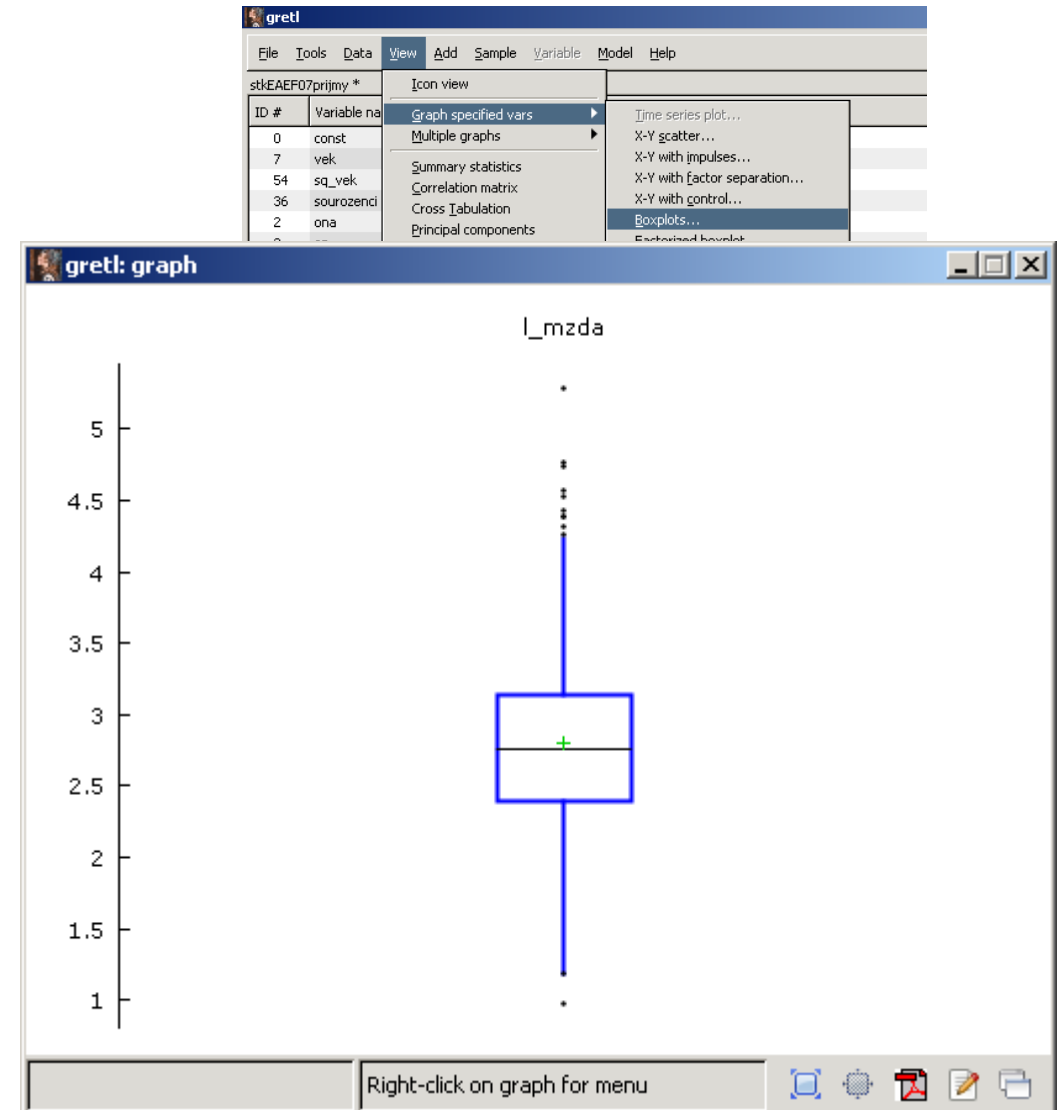 gretl
File Tools Data View Add Sample Variable Model Help
stkEAEF07prijmy *
ID # Variable na
0 const
7 vek
54 sq_vek
36 sourozenci
2 ona
Icon view
Graph specified vars
Multiple graphs
Summary statistics
Correlation matrix
Cross Tabulation
Principal components
Time series plot...
X-Y scatter...
X-Y with impulses...
X-Y with factor separation...
X-Y with control...
Boxplots...
Factorized boxplot
gretl: graph
l_mzda
5
4.5
4
3.5
3
2.5
2
1.5
1
Right-click on graph for menu